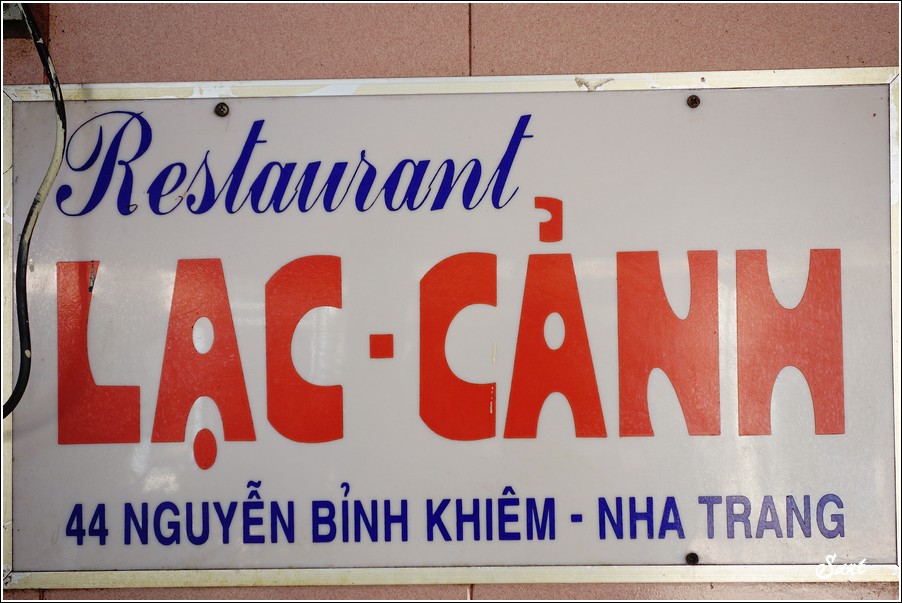 Restaurant
LẠC-CẢNH
44 NGUYỄN BỈNH KHIÊM - NHA TRANG